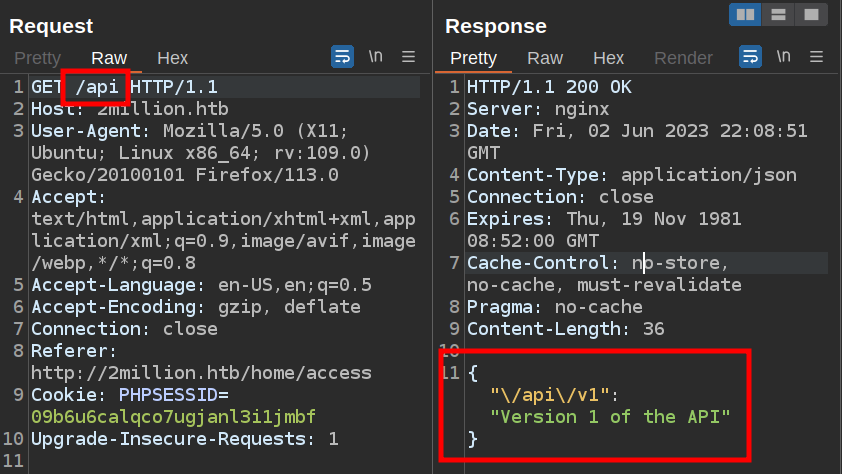 Request
Pretty Raw Hex \n
1 GET /api HTTP/1.1
2 Host: 2million.htb
3 User-Agent: Mozilla/5.0 (X11;
Ubuntu; Linux x86_64; rv:109.0)
Gecko/20100101 Firefox/113.0
4 Accept:
text/html,application/xhtml+xml,app
lication/xml;q=0.9,image/avif,image
/webp,*/*;q=0.8
5 Accept-Language: en-US,en;q=0.5
6 Accept-Encoding: gzip, deflate
7 Connection: close
8 Referer:
http://2million.htb/home/access
9 Cookie: PHPSESSID=
09b6u6calqco7ugjanl3i1jmbf
10 Upgrade-Insecure-Requests: 1
11
Response
Pretty Raw Hex Render \n
1 HTTP/1.1 200 OK
2 Server: nginx
3 Date: Fri, 02 Jun 2023 22:08:51
GMT
4 Content-Type: application/json
5 Connection: close
6 Expires: Thu, 19 Nov 1981
08:52:00 GMT
7 Cache-Control: no-store,
no-cache, must-revalidate
8 Pragma: no-cache
9 Content-Length: 36
10
11 {
"\/api\/v1":
"Version 1 of the API"
}